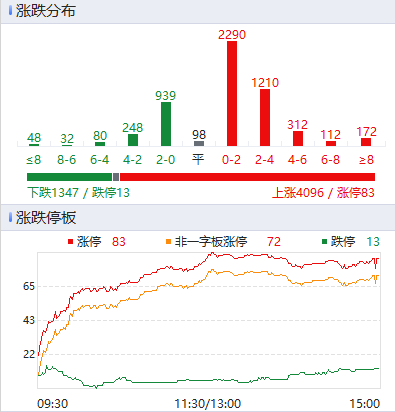 涨跌分布
48 32 80 248 939 98 2290 1210 312 112 172
≤8 8-6 6-4 4-2 2-0 平 0-2 2-4 4-6 6-8 ≥8
下跌1347 / 跌停13 上涨4096 / 涨停83
涨跌停板
涨停 83 非一字板涨停 72 跌停 13
65
43
22
09:30 11:30/13:00 15:00